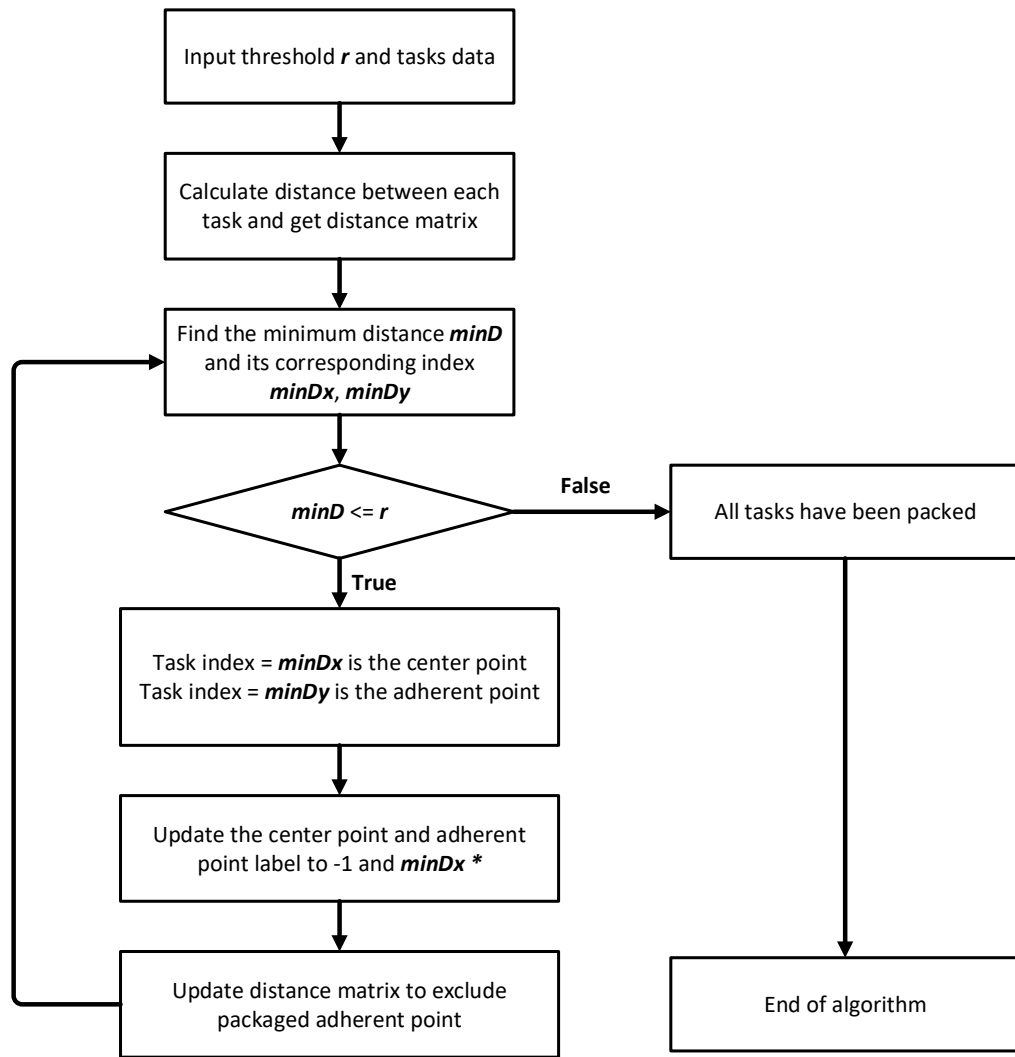 Input threshold r and tasks data
Calculate distance between each
task and get distance matrix
Find the minimum distance minD
and its corresponding index
minDx, minDy
minD <= r
False
All tasks have been packed
True
Task index = minDx is the center point
Task index = minDy is the adherent point
Update the center point and adherent
point label to -1 and minDx *
Update distance matrix to exclude
packaged adherent point
End of algorithm